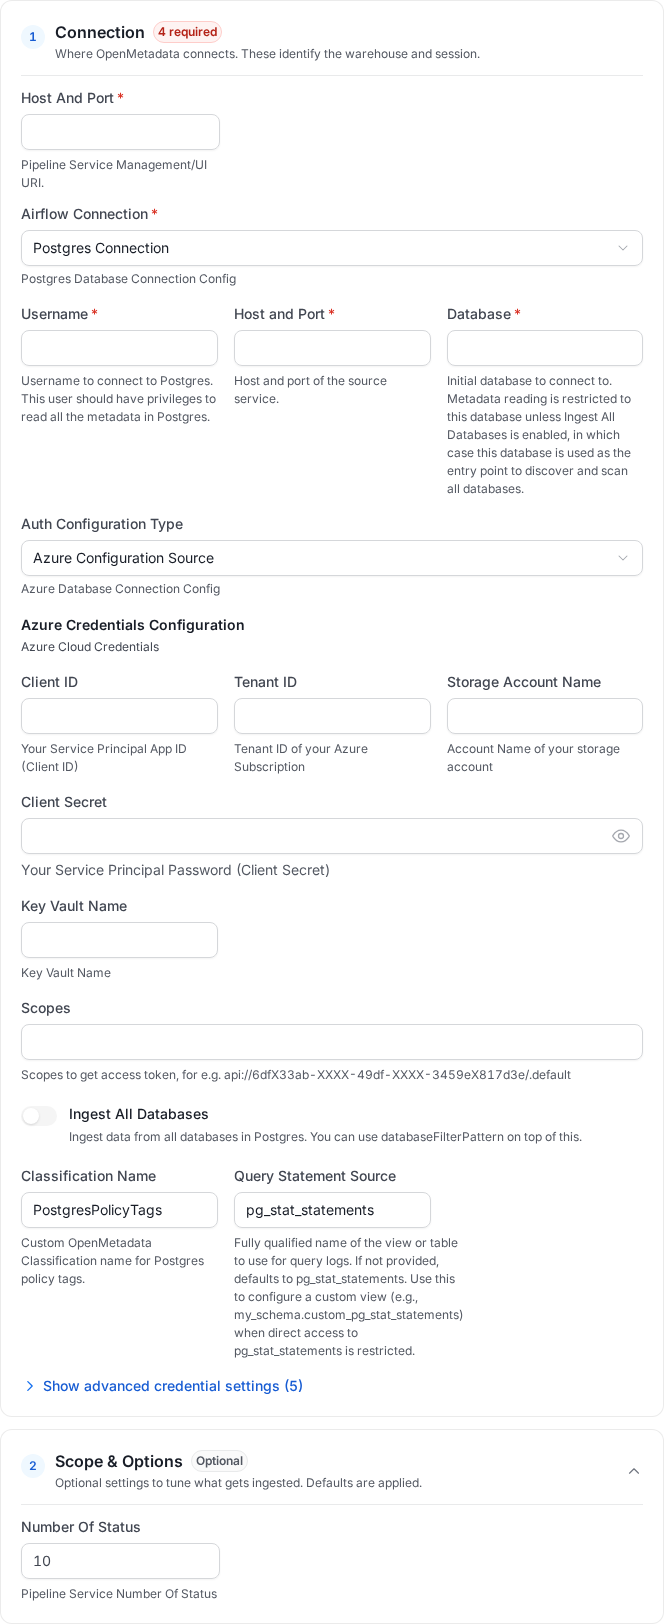 1
Connection
4 required
Where OpenMetadata connects. These identify the warehouse and session.
Host And Port *
Pipeline Service Management/UI
URI.
Airflow Connection *
Postgres Connection
Postgres Database Connection Config
Username *
Username to connect to Postgres.
This user should have privileges to
read all the metadata in Postgres.
Host and Port *
Host and port of the source
service.
Database *
Initial database to connect to.
Metadata reading is restricted to
this database unless Ingest All
Databases is enabled, in which
case this database is used as the
entry point to discover and scan
all databases.
Auth Configuration Type
Azure Configuration Source
Azure Database Connection Config
Azure Credentials Configuration
Azure Cloud Credentials
Client ID
Your Service Principal App ID
(Client ID)
Tenant ID
Tenant ID of your Azure
Subscription
Storage Account Name
Account Name of your storage
account
Client Secret
Your Service Principal Password (Client Secret)
Key Vault Name
Key Vault Name
Scopes
Scopes to get access token, for e.g. api://6dfX33ab-XXXX-49df-XXXX-3459eX817d3e/.default
Ingest All Databases
Ingest data from all databases in Postgres. You can use databaseFilterPattern on top of this.
Classification Name
PostgresPolicyTags
Custom OpenMetadata
Classification name for Postgres
policy tags.
Query Statement Source
pg_stat_statements
Fully qualified name of the view or table
to use for query logs. If not provided,
defaults to pg_stat_statements. Use this
to configure a custom view (e.g.,
my_schema.custom_pg_stat_statements)
when direct access to
pg_stat_statements is restricted.
Show advanced credential settings (5)
2
Scope & Options
Optional
Optional settings to tune what gets ingested. Defaults are applied.
Number Of Status
10
Pipeline Service Number Of Status